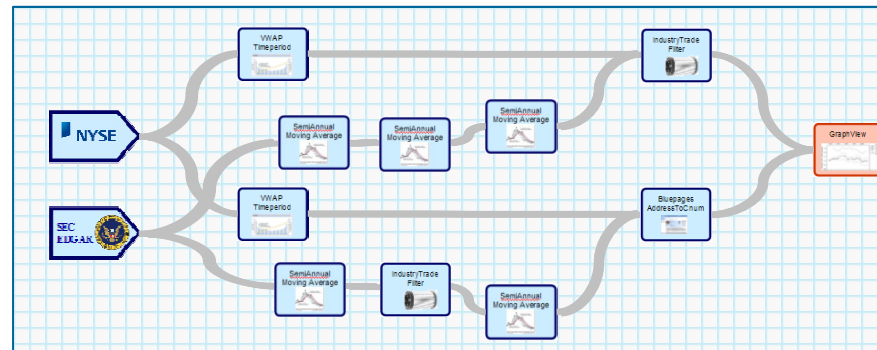 VWAP
Timeperiod
IndustryTrade
Filter
NYSE
SemiAnnual
Moving Average
SemiAnnual
Moving Average
SemiAnnual
Moving Average
GraphView
VWAP
Timeperiod
Bluepages
AddressToCnum
SEC
EDGAR
SemiAnnual
Moving Average
IndustryTrade
Filter
SemiAnnual
Moving Average